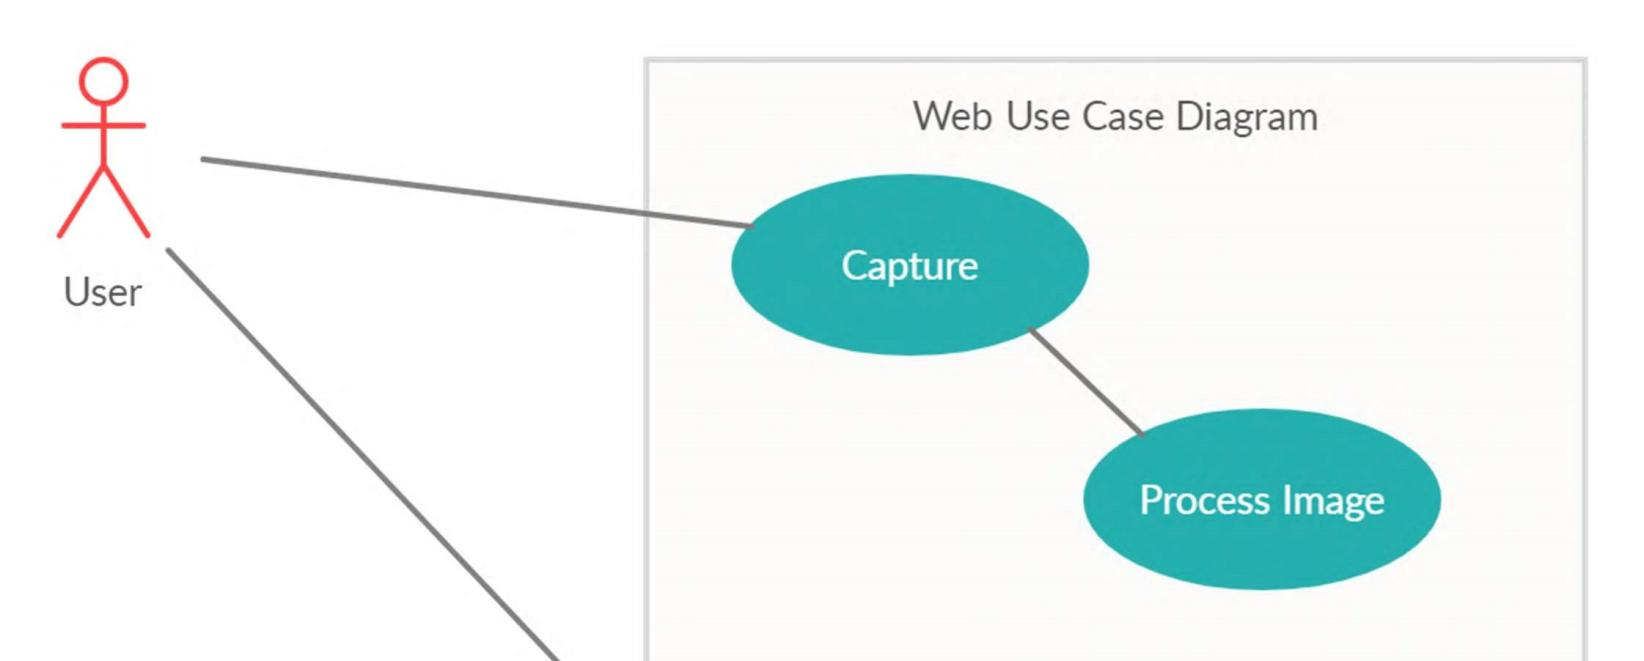 Web Use Case Diagram
Capture
User
Process Image